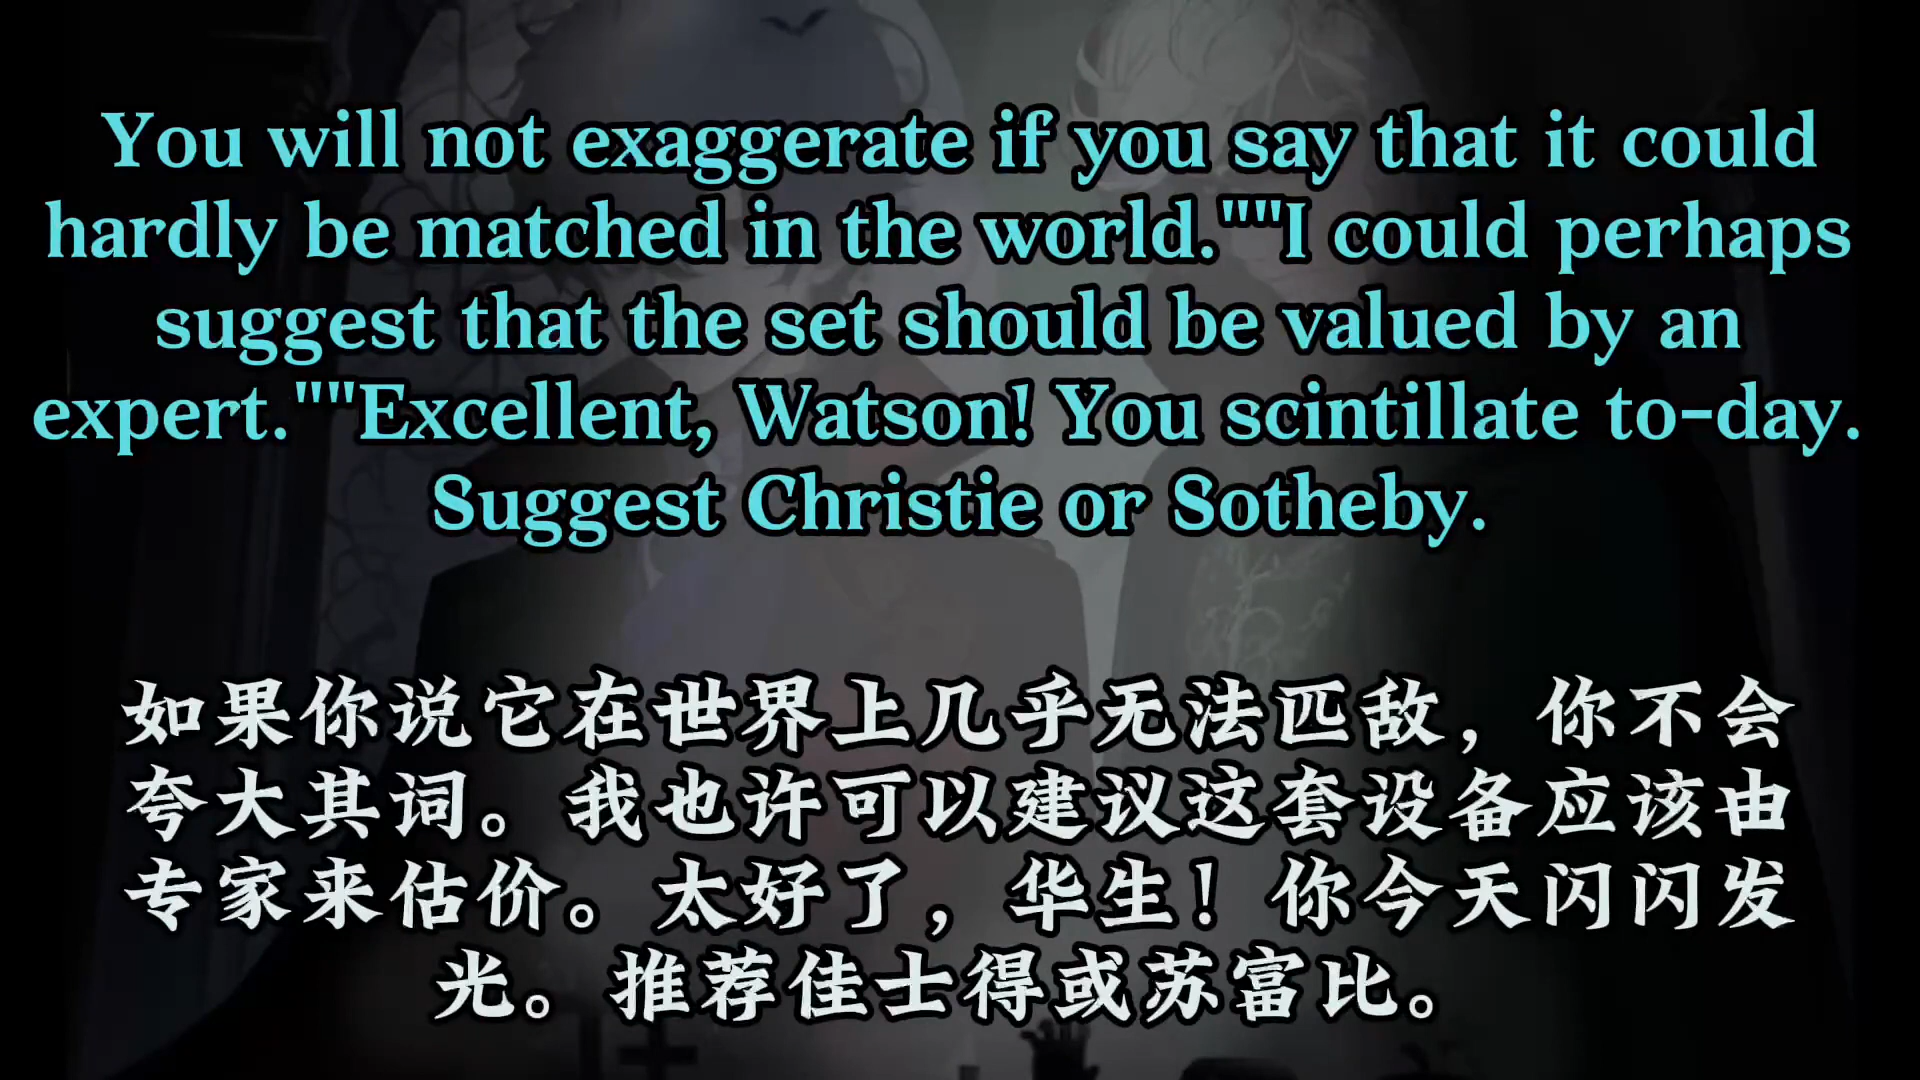 You will not exaggerate if you say that it could
hardly be matched in the world.""I could perhaps
suggest that the set should be valued by an
expert.""Excellent, Watson! You scintillate to-day.
Suggest Christie or Sotheby.
如果你说它在世界上几乎无法匹敌，你不会
夸大其词。我也许可以建议这套设备应该由
专家来估价。太好了，华生！你今天闪闪发
光。推荐佳士得或苏富比。